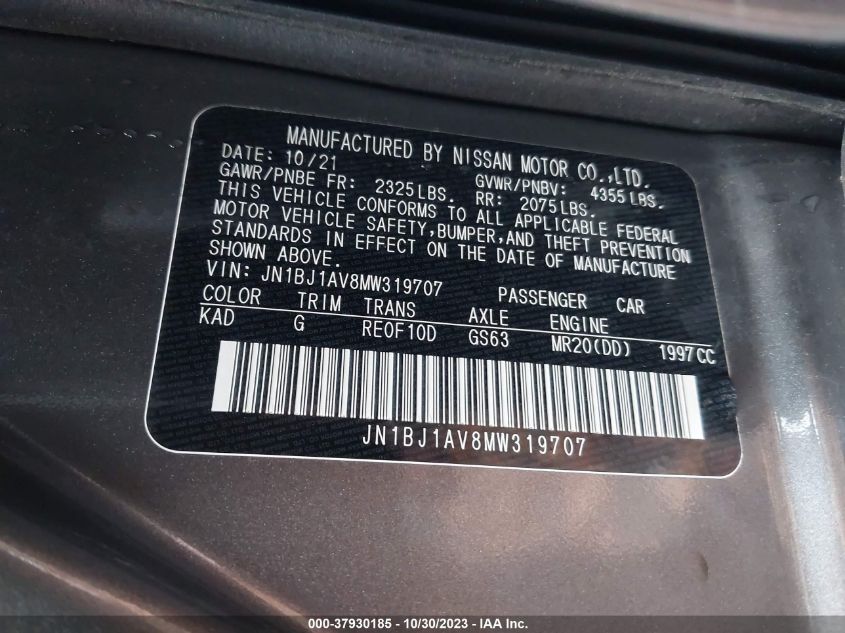 MANUFACTURED BY NISSAN MOTOR CO.,LTD.
DATE: 10/21
GAWR/PNBE FR: 2325LBS. GVWR/PNBV: 4355LBS.
RR: 2075LBS.
THIS VEHICLE CONFORMS TO ALL APPLICABLE FEDERAL
MOTOR VEHICLE SAFETY,BUMPER,AND THEFT PREVENTION
STANDARDS IN EFFECT ON THE DATE OF MANUFACTURE
SHOWN ABOVE.
VIN: JN1BJ1AV8MW319707 PASSENGER CAR
COLOR TRIM TRANS AXLE ENGINE
KAD G RE0F10D GS63 MR20(DD) 1997CC
JN1BJ1AV8MW319707
000-37930185 - 10/30/2023 - IAA Inc.